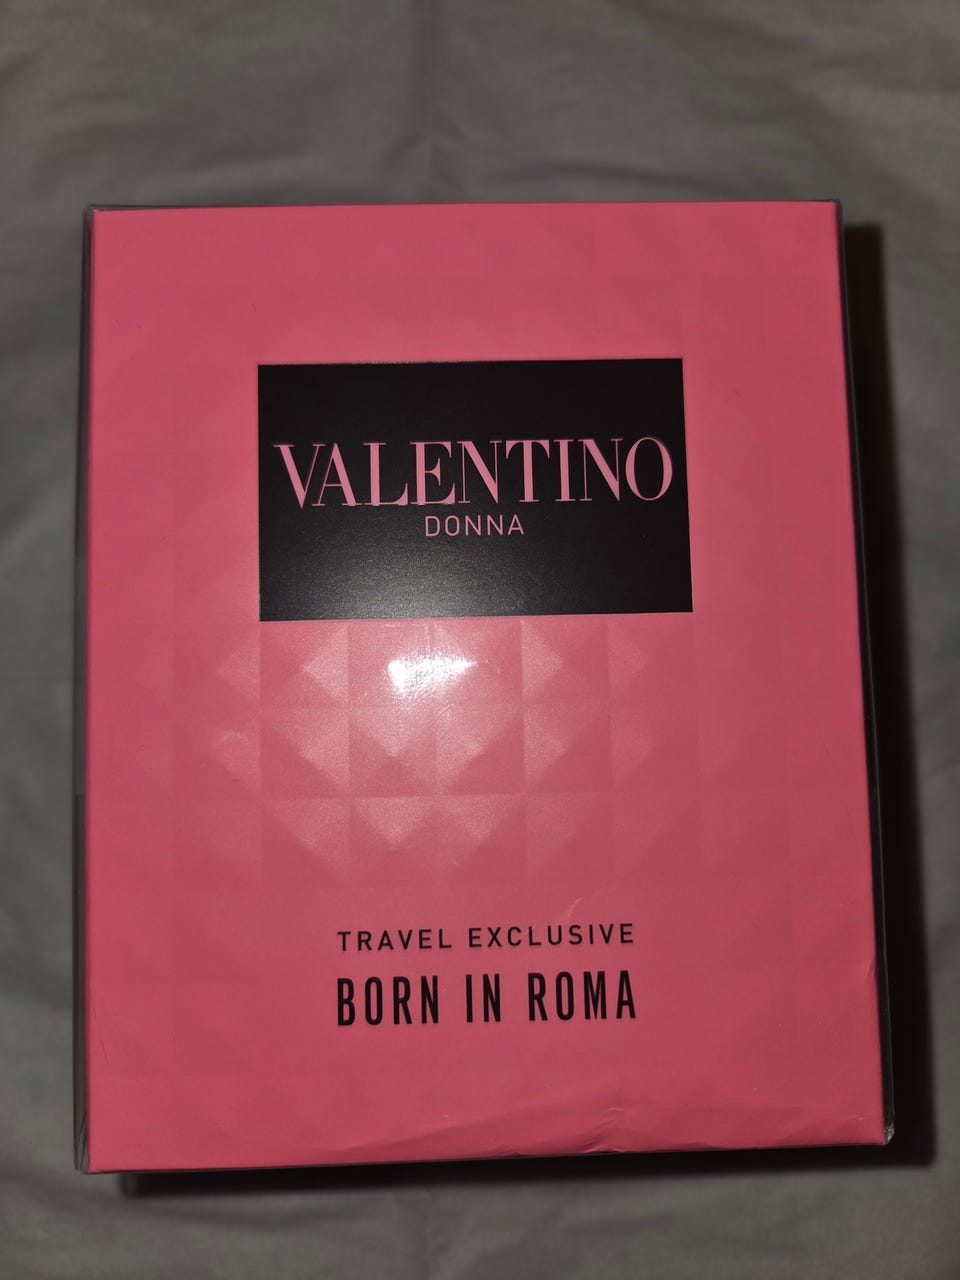 VALENTINO
DONNA
TRAVEL EXCLUSIVE
BORN IN ROMA